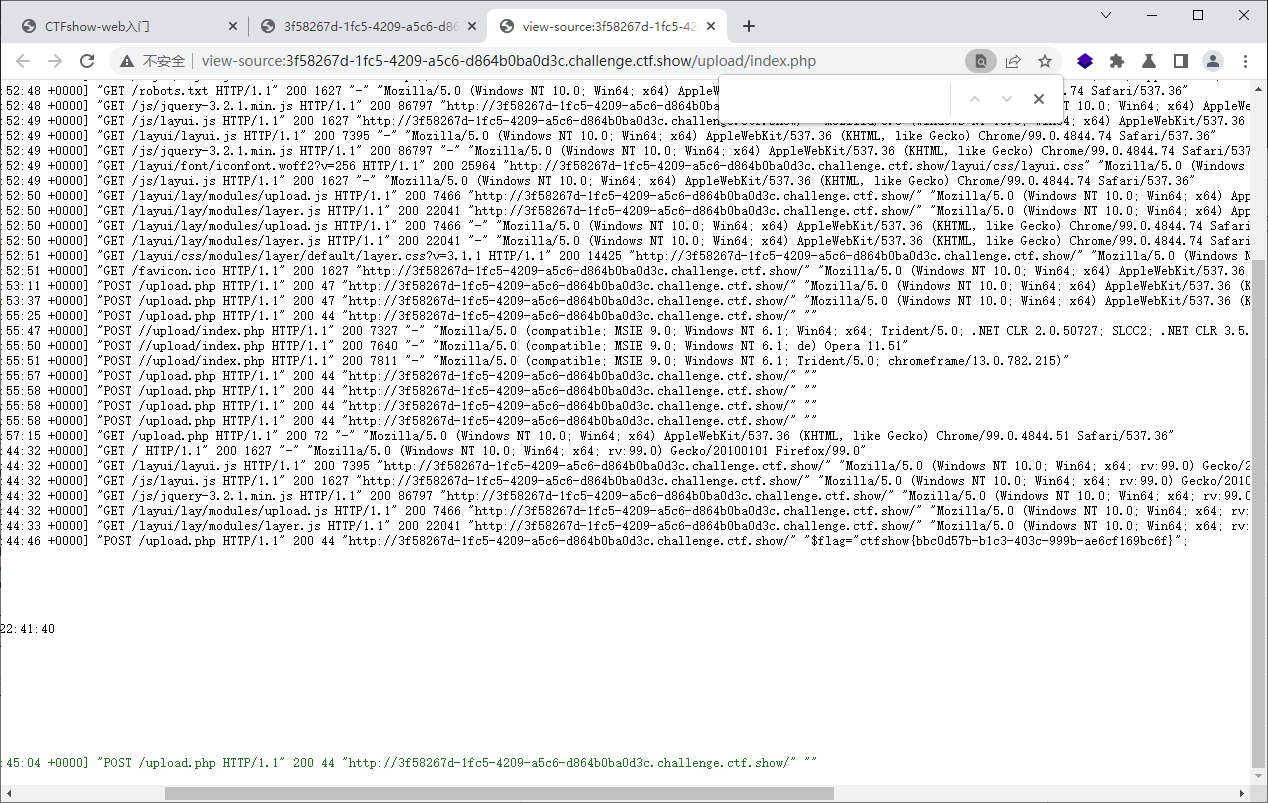 CTFshow-web入门
3f58267d-1fc5-4209-a5c6-d86
view-source:3f58267d-1fc5-42
不安全
view-source:3f58267d-1fc5-4209-a5c6-d864b0ba0d3c.challenge.ctf.show/upload/index.php
:52:48 +0000] "GET /robots.txt HTTP/1.1" 200 1627 "-" "Mozilla/5.0 (Windows NT 10.0; Win64; x64) AppleW .74 Safari/537.36"
:52:48 +0000] "GET /js/jquery-3.2.1.min.js HTTP/1.1" 200 86797 "http://3f58267d-1fc5-4209-a5c6-d864b0ba NT 10.0; Win64; x64) AppleWe
:52:49 +0000] "GET /js/layui.js HTTP/1.1" 200 1627 "http://3f58267d-1fc5-4209-a5c6-d864b0ba0d3c.challenge.ctf.show/" "Mozilla/5.0 (Windows NT 10.0; Win64; x64) AppleWebKit/537.36
:52:49 +0000] "GET /layui/layui.js HTTP/1.1" 200 7395 "-" "Mozilla/5.0 (Windows NT 10.0; Win64; x64) AppleWebKit/537.36 (KHTML, like Gecko) Chrome/99.0.4844.74 Safari/537.36"
:52:49 +0000] "GET /js/jquery-3.2.1.min.js HTTP/1.1" 200 86797 "-" "Mozilla/5.0 (Windows NT 10.0; Win64; x64) AppleWebKit/537.36 (KHTML, like Gecko) Chrome/99.0.4844.74 Safari/537
:52:49 +0000] "GET /layui/font/iconfont.woff2?v=256 HTTP/1.1" 200 25964 "http://3f58267d-1fc5-4209-a5c6-d864b0ba0d3c.challenge.ctf.show/layui/css/layui.css" "Mozilla/5.0 (Windows
:52:49 +0000] "GET /js/layui.js HTTP/1.1" 200 1627 "-" "Mozilla/5.0 (Windows NT 10.0; Win64; x64) AppleWebKit/537.36 (KHTML, like Gecko) Chrome/99.0.4844.74 Safari/537.36"
:52:50 +0000] "GET /layui/lay/modules/upload.js HTTP/1.1" 200 7466 "http://3f58267d-1fc5-4209-a5c6-d864b0ba0d3c.challenge.ctf.show/" "Mozilla/5.0 (Windows NT 10.0; Win64; x64) App
:52:50 +0000] "GET /layui/lay/modules/layer.js HTTP/1.1" 200 22041 "http://3f58267d-1fc5-4209-a5c6-d864b0ba0d3c.challenge.ctf.show/" "Mozilla/5.0 (Windows NT 10.0; Win64; x64) App
:52:50 +0000] "GET /layui/lay/modules/upload.js HTTP/1.1" 200 7466 "-" "Mozilla/5.0 (Windows NT 10.0; Win64; x64) AppleWebKit/537.36 (KHTML, like Gecko) Chrome/99.0.4844.74 Safari
:52:50 +0000] "GET /layui/lay/modules/layer.js HTTP/1.1" 200 22041 "-" "Mozilla/5.0 (Windows NT 10.0; Win64; x64) AppleWebKit/537.36 (KHTML, like Gecko) Chrome/99.0.4844.74 Safari
:52:51 +0000] "GET /layui/css/modules/layer/default/layer.css?v=3.1.1 HTTP/1.1" 200 14425 "http://3f58267d-1fc5-4209-a5c6-d864b0ba0d3c.challenge.ctf.show/" "Mozilla/5.0 (Windows N
:52:51 +0000] "GET /favicon.ico HTTP/1.1" 200 1627 "http://3f58267d-1fc5-4209-a5c6-d864b0ba0d3c.challenge.ctf.show/" "Mozilla/5.0 (Windows NT 10.0; Win64; x64) AppleWebKit/537.36
:53:11 +0000] "POST /upload.php HTTP/1.1" 200 47 "http://3f58267d-1fc5-4209-a5c6-d864b0ba0d3c.challenge.ctf.show/" "Mozilla/5.0 (Windows NT 10.0; Win64; x64) AppleWebKit/537.36 (K
:53:37 +0000] "POST /upload.php HTTP/1.1" 200 47 "http://3f58267d-1fc5-4209-a5c6-d864b0ba0d3c.challenge.ctf.show/" "Mozilla/5.0 (Windows NT 10.0; Win64; x64) AppleWebKit/537.36 (K
:55:25 +0000] "POST /upload.php HTTP/1.1" 200 44 "http://3f58267d-1fc5-4209-a5c6-d864b0ba0d3c.challenge.ctf.show/" ""
:55:47 +0000] "POST //upload/index.php HTTP/1.1" 200 7327 "-" "Mozilla/5.0 (compatible; MSIE 9.0; Windows NT 6.1; Win64; x64; Trident/5.0; .NET CLR 2.0.50727; SLCC2; .NET CLR 3.5.
:55:50 +0000] "POST //upload/index.php HTTP/1.1" 200 7640 "-" "Mozilla/5.0 (compatible; MSIE 9.0; Windows NT 6.1; de) Opera 11.51"
:55:51 +0000] "POST //upload/index.php HTTP/1.1" 200 7811 "-" "Mozilla/5.0 (compatible; MSIE 9.0; Windows NT 6.1; Trident/5.0; chromeframe/13.0.782.215)"
:55:57 +0000] "POST /upload.php HTTP/1.1" 200 44 "http://3f58267d-1fc5-4209-a5c6-d864b0ba0d3c.challenge.ctf.show/" ""
:55:58 +0000] "POST /upload.php HTTP/1.1" 200 44 "http://3f58267d-1fc5-4209-a5c6-d864b0ba0d3c.challenge.ctf.show/" ""
:55:58 +0000] "POST /upload.php HTTP/1.1" 200 44 "http://3f58267d-1fc5-4209-a5c6-d864b0ba0d3c.challenge.ctf.show/" ""
:55:58 +0000] "POST /upload.php HTTP/1.1" 200 44 "http://3f58267d-1fc5-4209-a5c6-d864b0ba0d3c.challenge.ctf.show/" ""
:57:15 +0000] "GET /upload.php HTTP/1.1" 200 72 "-" "Mozilla/5.0 (Windows NT 10.0; Win64; x64) AppleWebKit/537.36 (KHTML, like Gecko) Chrome/99.0.4844.51 Safari/537.36"
:44:32 +0000] "GET / HTTP/1.1" 200 1627 "-" "Mozilla/5.0 (Windows NT 10.0; Win64; x64; rv:99.0) Gecko/20100101 Firefox/99.0"
:44:32 +0000] "GET /layui/layui.js HTTP/1.1" 200 7395 "http://3f58267d-1fc5-4209-a5c6-d864b0ba0d3c.challenge.ctf.show/" "Mozilla/5.0 (Windows NT 10.0; Win64; x64; rv:99.0) Gecko/2
:44:32 +0000] "GET /js/layui.js HTTP/1.1" 200 1627 "http://3f58267d-1fc5-4209-a5c6-d864b0ba0d3c.challenge.ctf.show/" "Mozilla/5.0 (Windows NT 10.0; Win64; x64; rv:99.0) Gecko/2010
:44:32 +0000] "GET /js/jquery-3.2.1.min.js HTTP/1.1" 200 86797 "http://3f58267d-1fc5-4209-a5c6-d864b0ba0d3c.challenge.ctf.show/" "Mozilla/5.0 (Windows NT 10.0; Win64; x64; rv:99.0
:44:32 +0000] "GET /layui/lay/modules/upload.js HTTP/1.1" 200 7466 "http://3f58267d-1fc5-4209-a5c6-d864b0ba0d3c.challenge.ctf.show/" "Mozilla/5.0 (Windows NT 10.0; Win64; x64; rv:
:44:33 +0000] "GET /layui/lay/modules/layer.js HTTP/1.1" 200 22041 "http://3f58267d-1fc5-4209-a5c6-d864b0ba0d3c.challenge.ctf.show/" "Mozilla/5.0 (Windows NT 10.0; Win64; x64; rv:
:44:46 +0000] "POST /upload.php HTTP/1.1" 200 44 "http://3f58267d-1fc5-4209-a5c6-d864b0ba0d3c.challenge.ctf.show/" "$flag="ctfshow{bbc0d57b-b1c3-403c-999b-ae6cf169bc6f}";
22:41:40
:45:04 +0000] "POST /upload.php HTTP/1.1" 200 44 "http://3f58267d-1fc5-4209-a5c6-d864b0ba0d3c.challenge.ctf.show/" ""